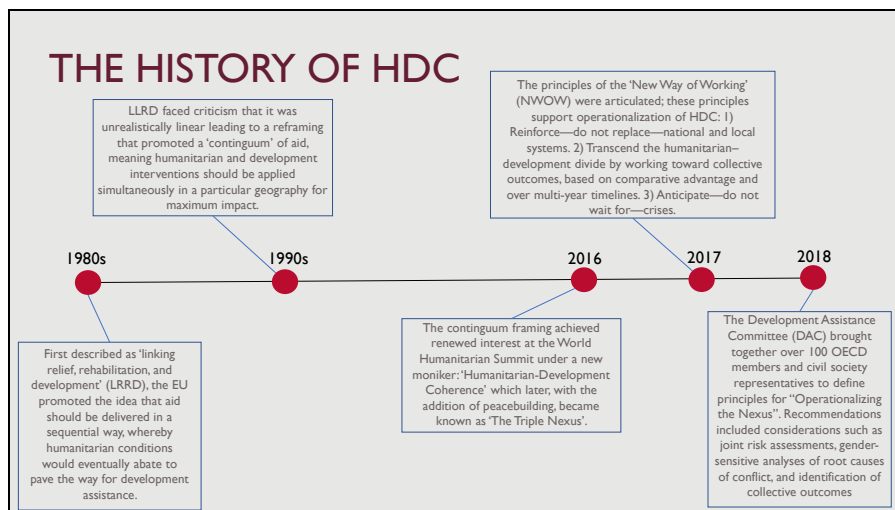 THE HISTORY OF HDC
LLRD faced criticism that it was
unrealistically linear leading to a reframing
that promoted a ‘contiguum’ of aid,
meaning humanitarian and development
interventions should be applied
simultaneously in a particular geography for
maximum impact.
The principles of the ‘New Way of Working’
(NWOW) were articulated; these principles
support operationalization of HDC: 1)
Reinforce—do not replace—national and local
systems. 2) Transcend the humanitarian–
development divide by working toward collective
outcomes, based on comparative advantage and
over multi-year timelines. 3) Anticipate—do not
wait for—crises.
1980s
1990s
2016
2017
2018
First described as ‘linking
relief, rehabilitation, and
development’ (LRRD), the EU
promoted the idea that aid
should be delivered in a
sequential way, whereby
humanitarian conditions
would eventually abate to
pave the way for development
assistance.
The contiguum framing achieved
renewed interest at the World
Humanitarian Summit under a new
moniker: ‘Humanitarian-Development
Coherence’ which later, with the
addition of peacebuilding, became
known as ‘The Triple Nexus’.
The Development Assistance
Committee (DAC) brought
together over 100 OECD
members and civil society
representatives to define
principles for “Operationalizing
the Nexus”. Recommendations
included considerations such as
joint risk assessments, gender-
sensitive analyses of root causes
of conflict, and identification of
collective outcomes